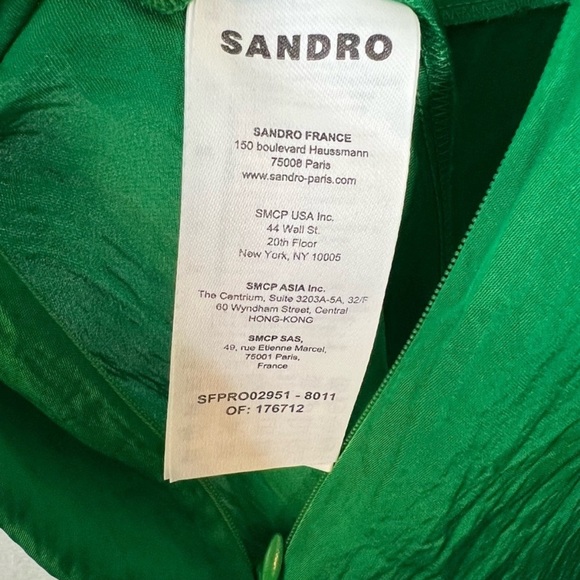 SANDRO
SANDRO FRANCE
150 boulevard Haussmann
75008 Paris
www.sandro-paris.com
SMCP USA Inc.
44 Wall St.
20th Floor
New York, NY 10005
SMCP ASIA Inc.
The Centrium, Suite 3203A-5A, 32/F
60 Wyndham Street, Central
HONG-KONG
SMCP SAS,
49, rue Etienne Marcel,
75001 Paris,
France
SFPRO02951 - 8011
OF: 176712